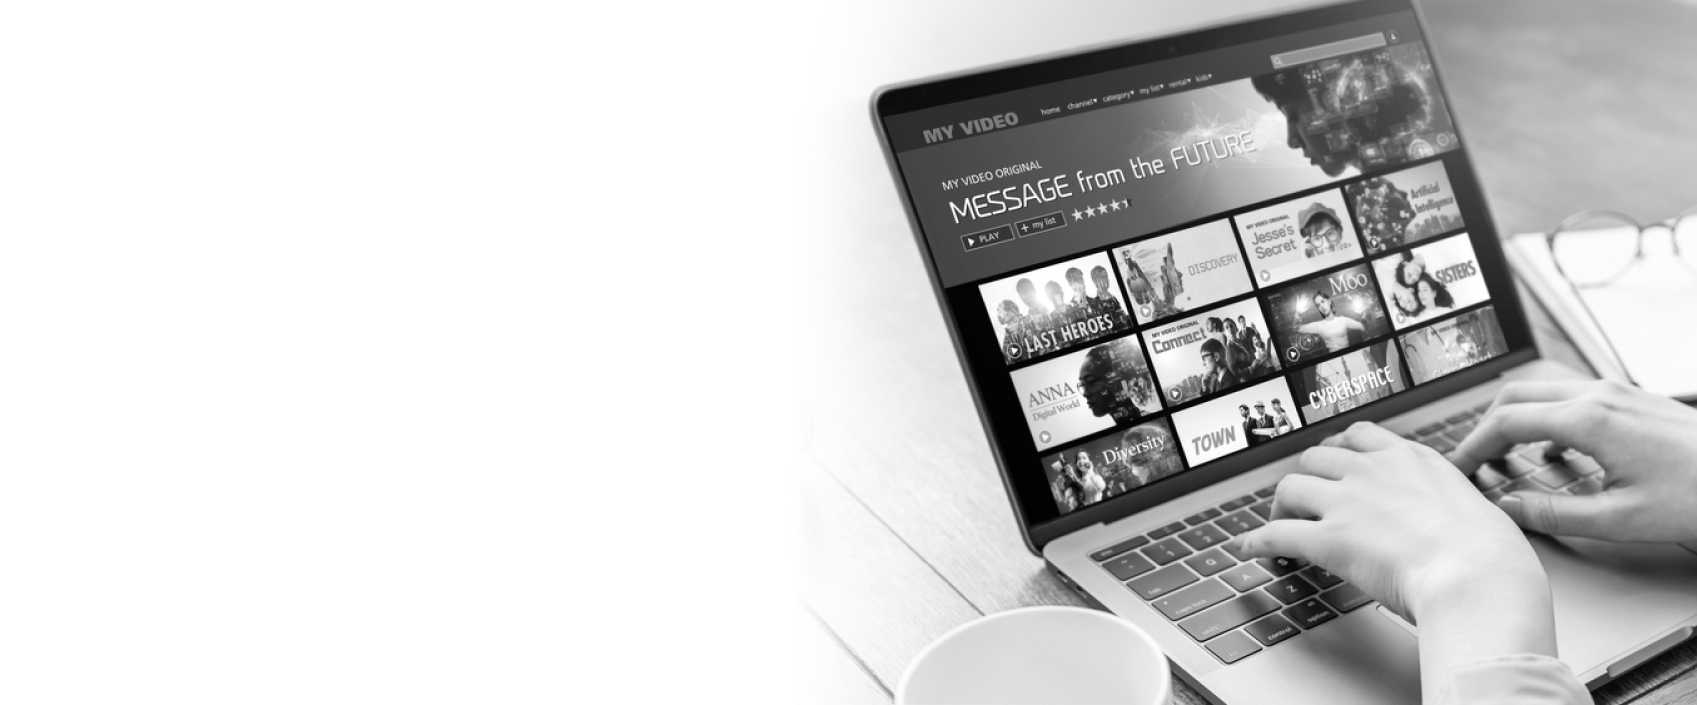 MY VIDEO
home channel▾ category▾ my list▾ rental▾ kids▾
MY VIDEO ORIGINAL
MESSAGE from the FUTURE
PLAY + my list
LAST HEROES
DISCOVERY
MY VIDEO ORIGINAL
Jesse's
Secret
Artificial
Intelligence
ANNA
Digital World
MY VIDEO ORIGINAL
Connect
Moo
SISTERS
Diversity
TOWN
CYBERSPACE
Q
A
S
Z
control
option